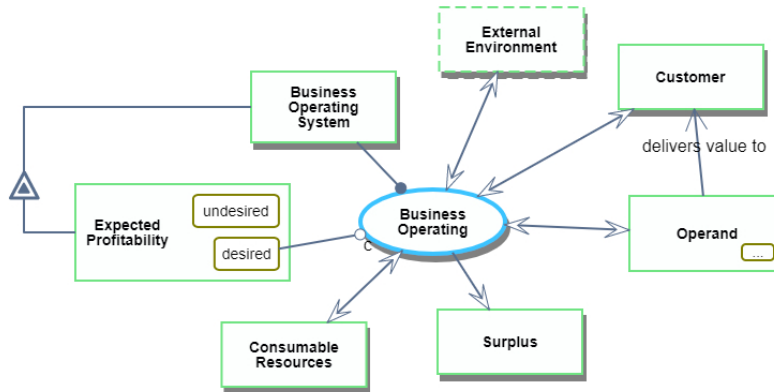 External
Environment
Customer
Business
Operating
System
delivers value to
undesired
Expected
Profitability
desired
c
Business
Operating
Operand
...
Consumable
Resources
Surplus